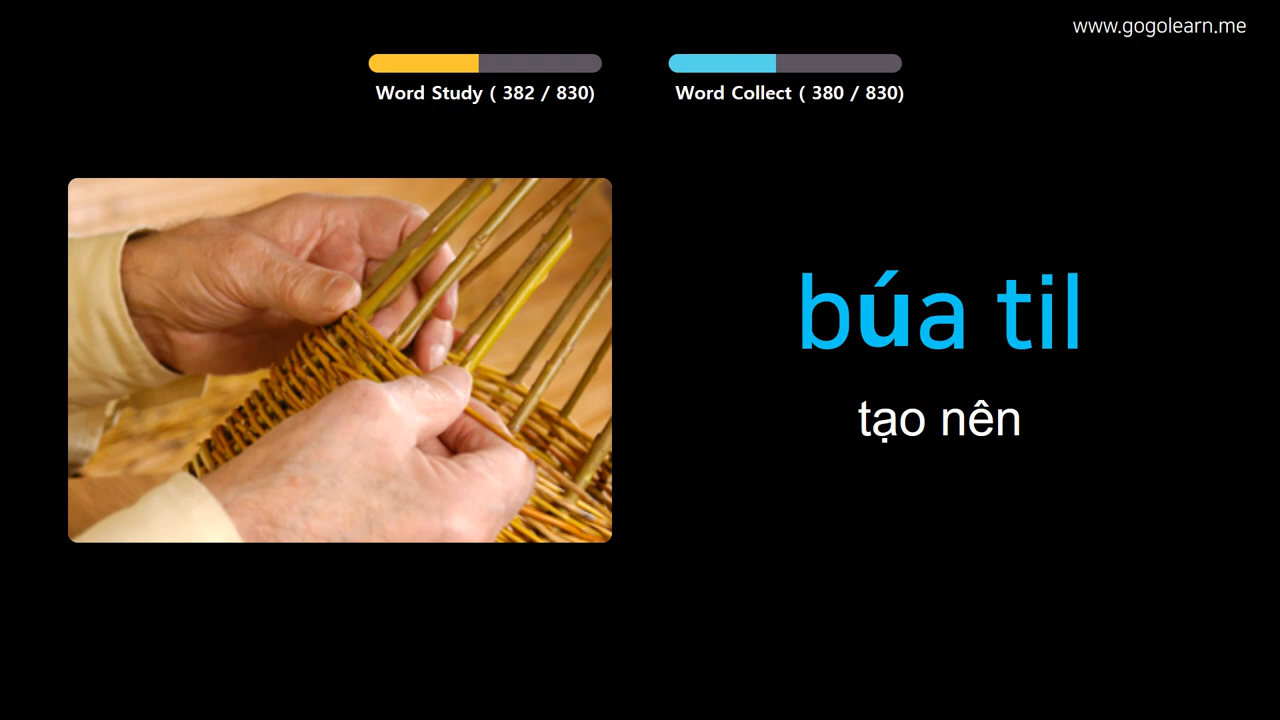 www.gogolearn.me
Word Study ( 382 / 830)
Word Collect ( 380 / 830)
búa til
tạo nên